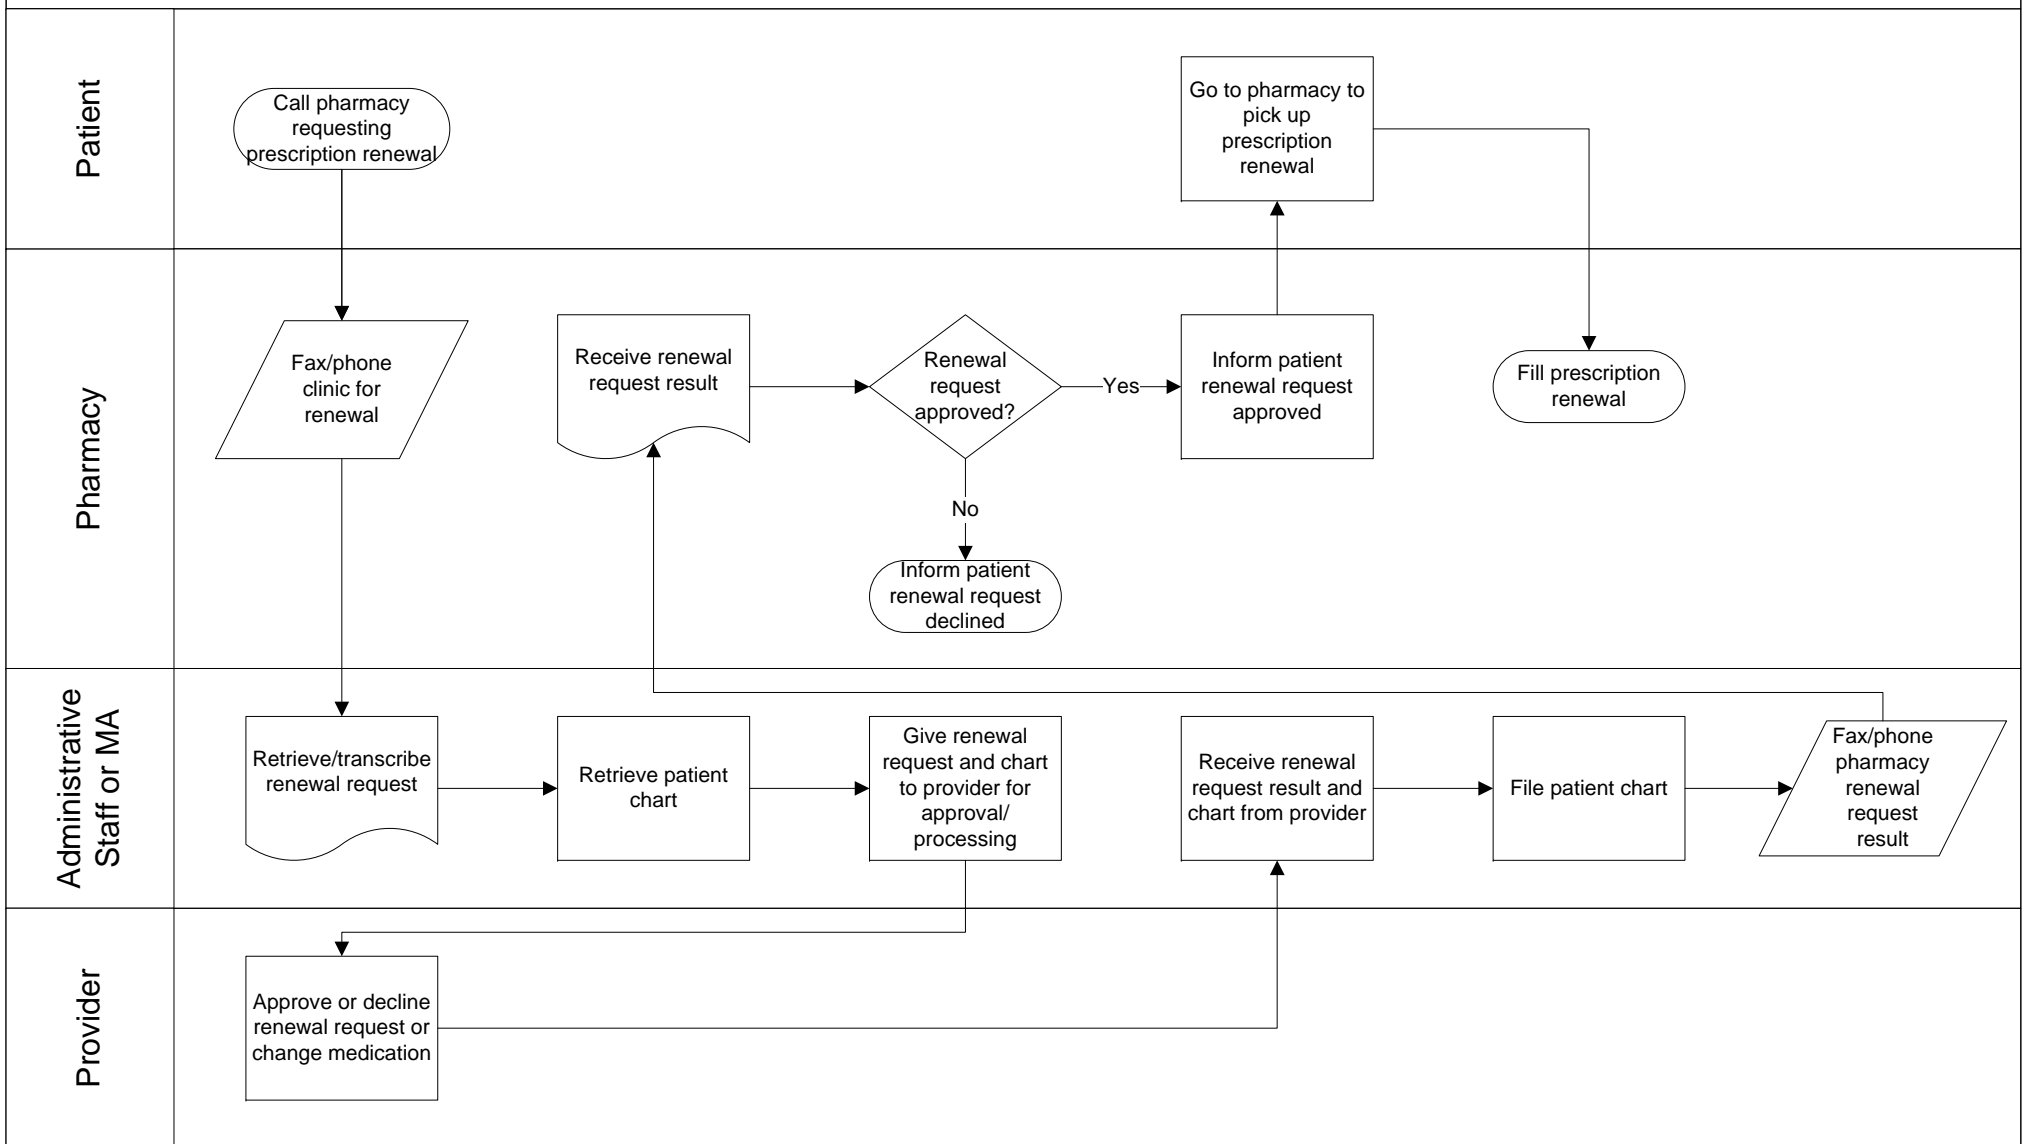 Patient
Call pharmacy
requesting
prescription renewal
Go to pharmacy to
pick up
prescription
renewal
Pharmacy
Fax/phone
clinic for
renewal
Receive renewal
request result
Renewal
request
approved?
Yes
No
Inform patient
renewal request
approved
Fill prescription
renewal
Inform patient
renewal request
declined
Administrative
Staff or MA
Retrieve/transcribe
renewal request
Retrieve patient
chart
Give renewal
request and chart
to provider for
approval/
processing
Receive renewal
request result and
chart from provider
File patient chart
Fax/phone
pharmacy
renewal
request
result
Provider
Approve or decline
renewal request or
change medication